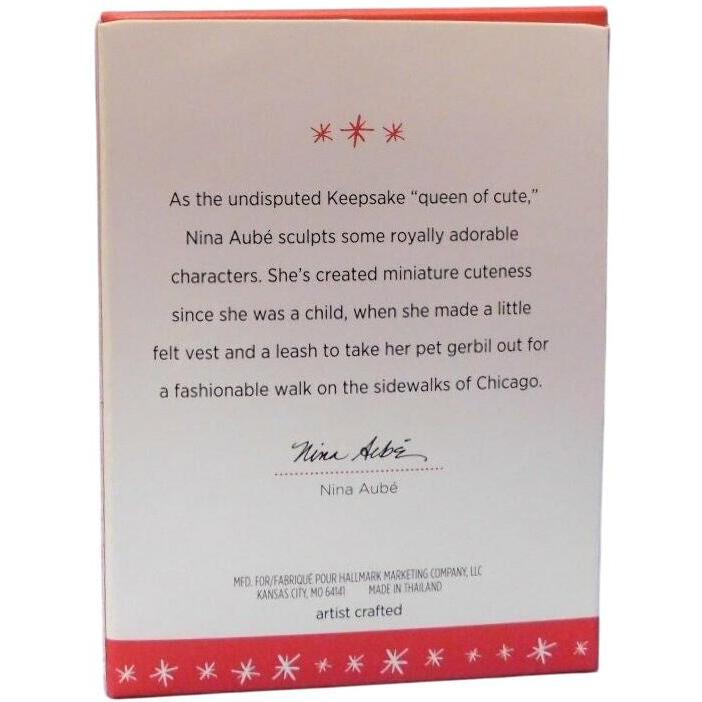 As the undisputed Keepsake “queen of cute,”
Nina Aubé sculpts some royally adorable
characters. She’s created miniature cuteness
since she was a child, when she made a little
felt vest and a leash to take her pet gerbil out for
a fashionable walk on the sidewalks of Chicago.
Nina Aubé
Nina Aubé
MFD. FOR/FABRIQUÉ POUR HALLMARK MARKETING COMPANY, LLC
KANSAS CITY, MO 64141 MADE IN THAILAND
artist crafted